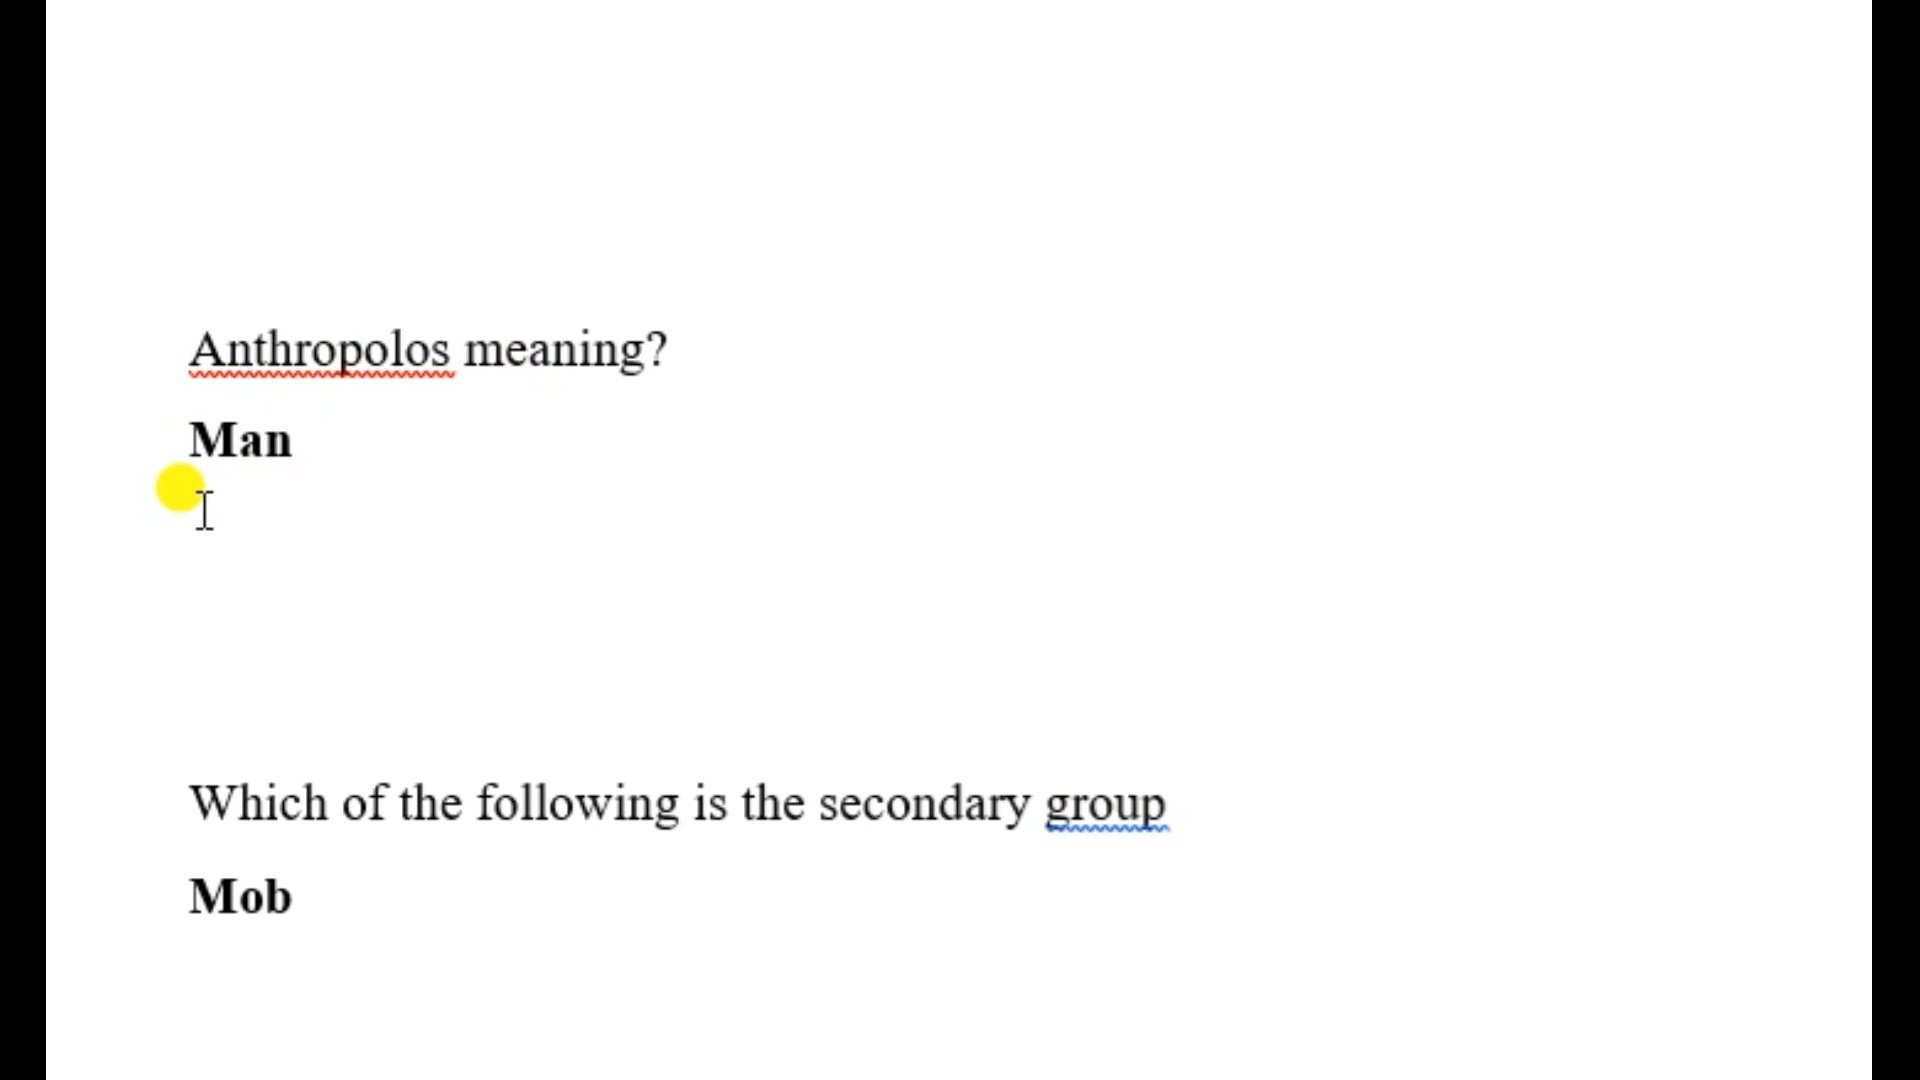 Anthropolos meaning?
Man
Which of the following is the secondary group
Mob